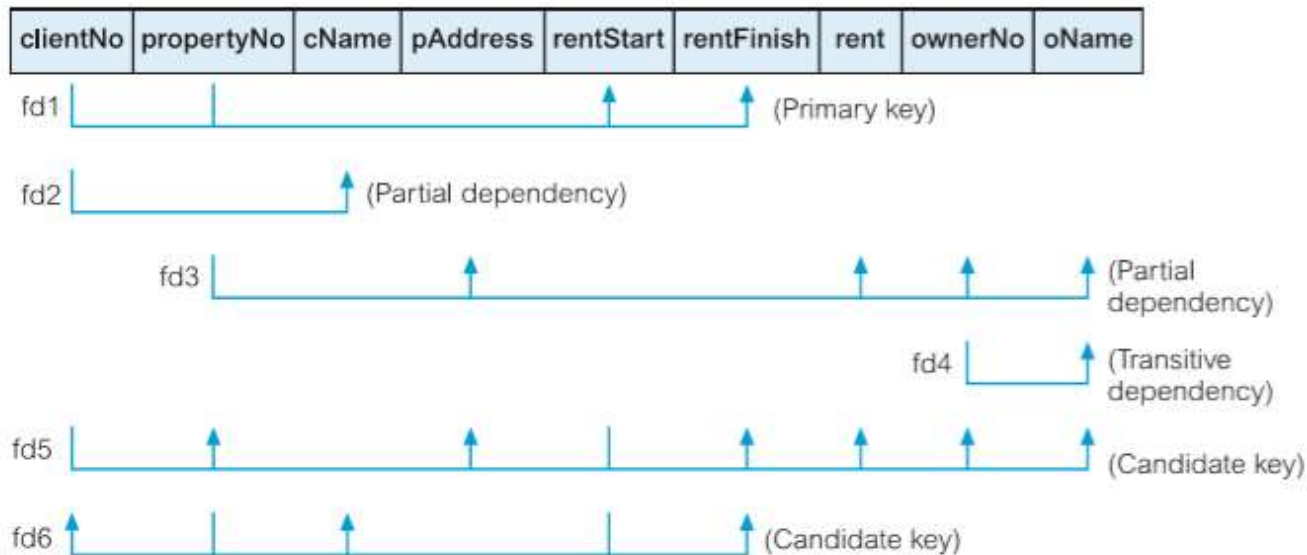 clientNo propertyNo cName pAddress rentStart rentFinish rent ownerNo oName
fd1 (Primary key)
fd2 (Partial dependency)
fd3 (Partial
dependency)
fd4 (Transitive
dependency)
fd5 (Candidate key)
fd6 (Candidate key)